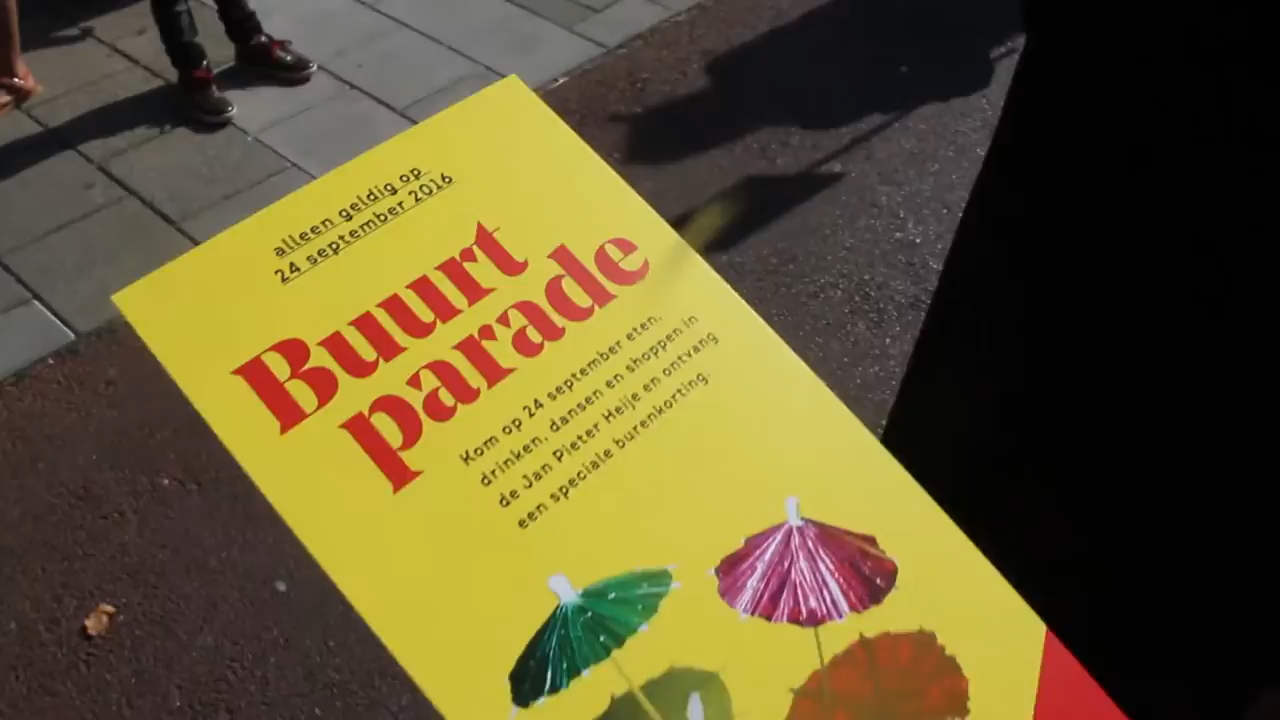 alleen geldig op
24 september 2016
Buurt
parade
Kom op 24 september eten,
drinken, dansen en shoppen in
de Jan Pieter Heije en ontvang
een speciale burenkorting.